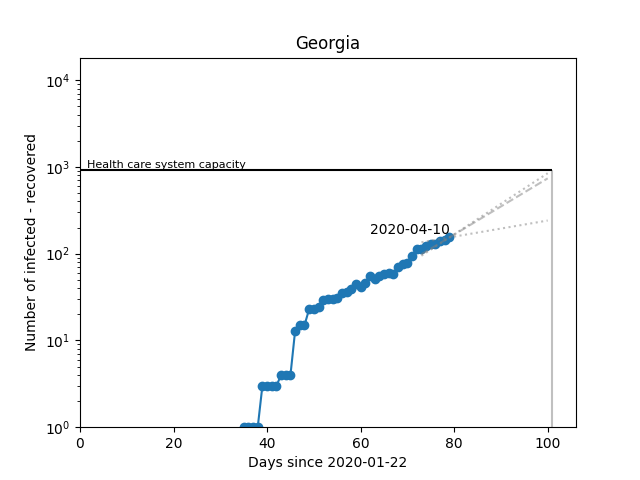 Georgia
10^4
10^3
10^2
10^1
10^0
Number of infected - recovered
Health care system capacity
2020-04-10
0 20 40 60 80 100
Days since 2020-01-22